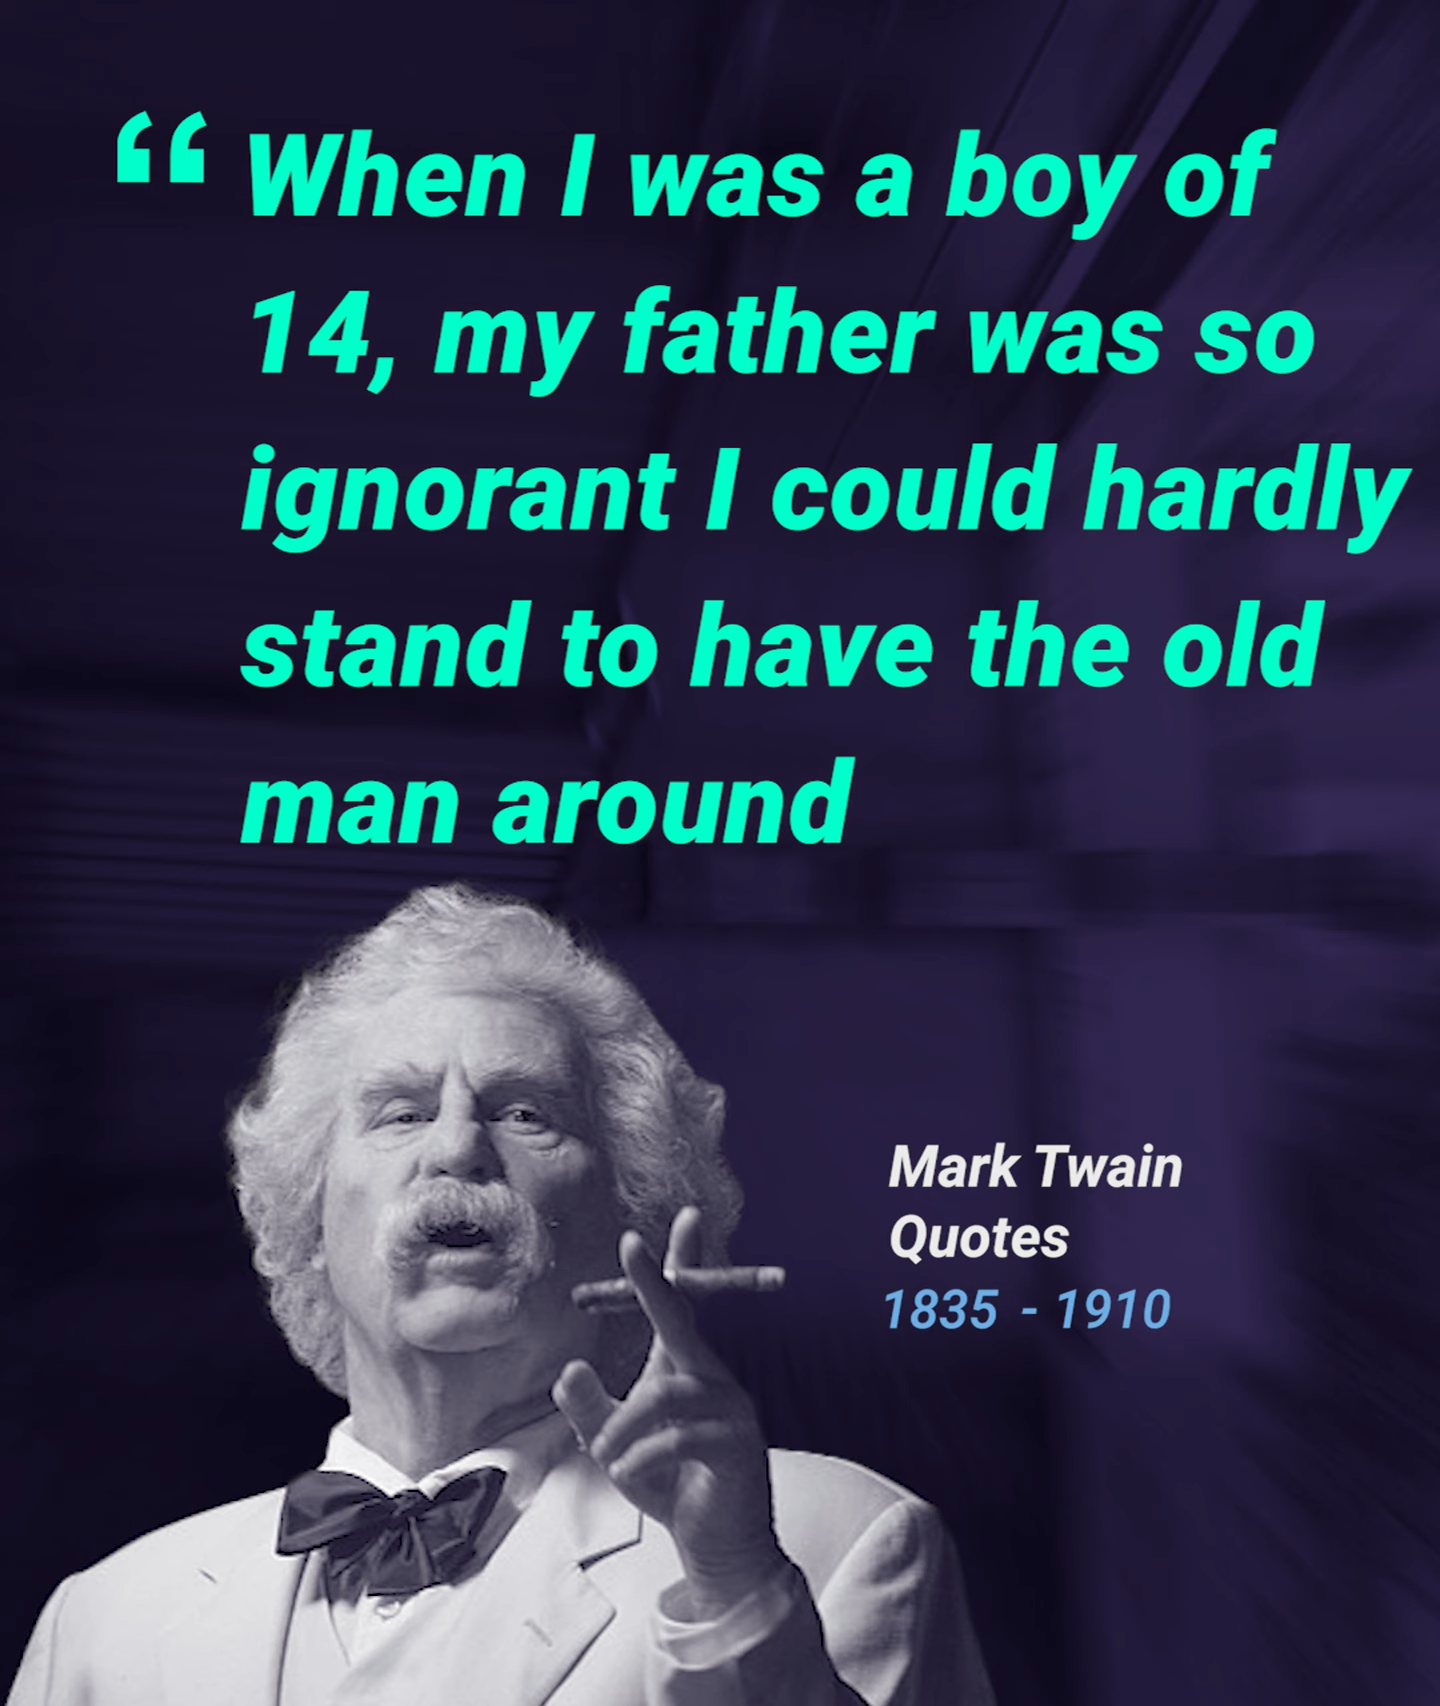 “ When I was a boy of
14, my father was so
ignorant I could hardly
stand to have the old
man around
Mark Twain
Quotes
1835 - 1910